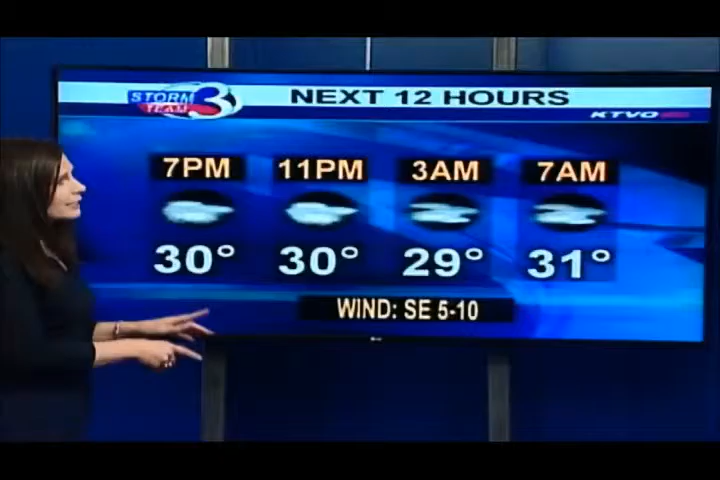 STORM TEAM 3
NEXT 12 HOURS
KTVO
7PM 11PM 3AM 7AM
30° 30° 29° 31°
WIND: SE 5-10